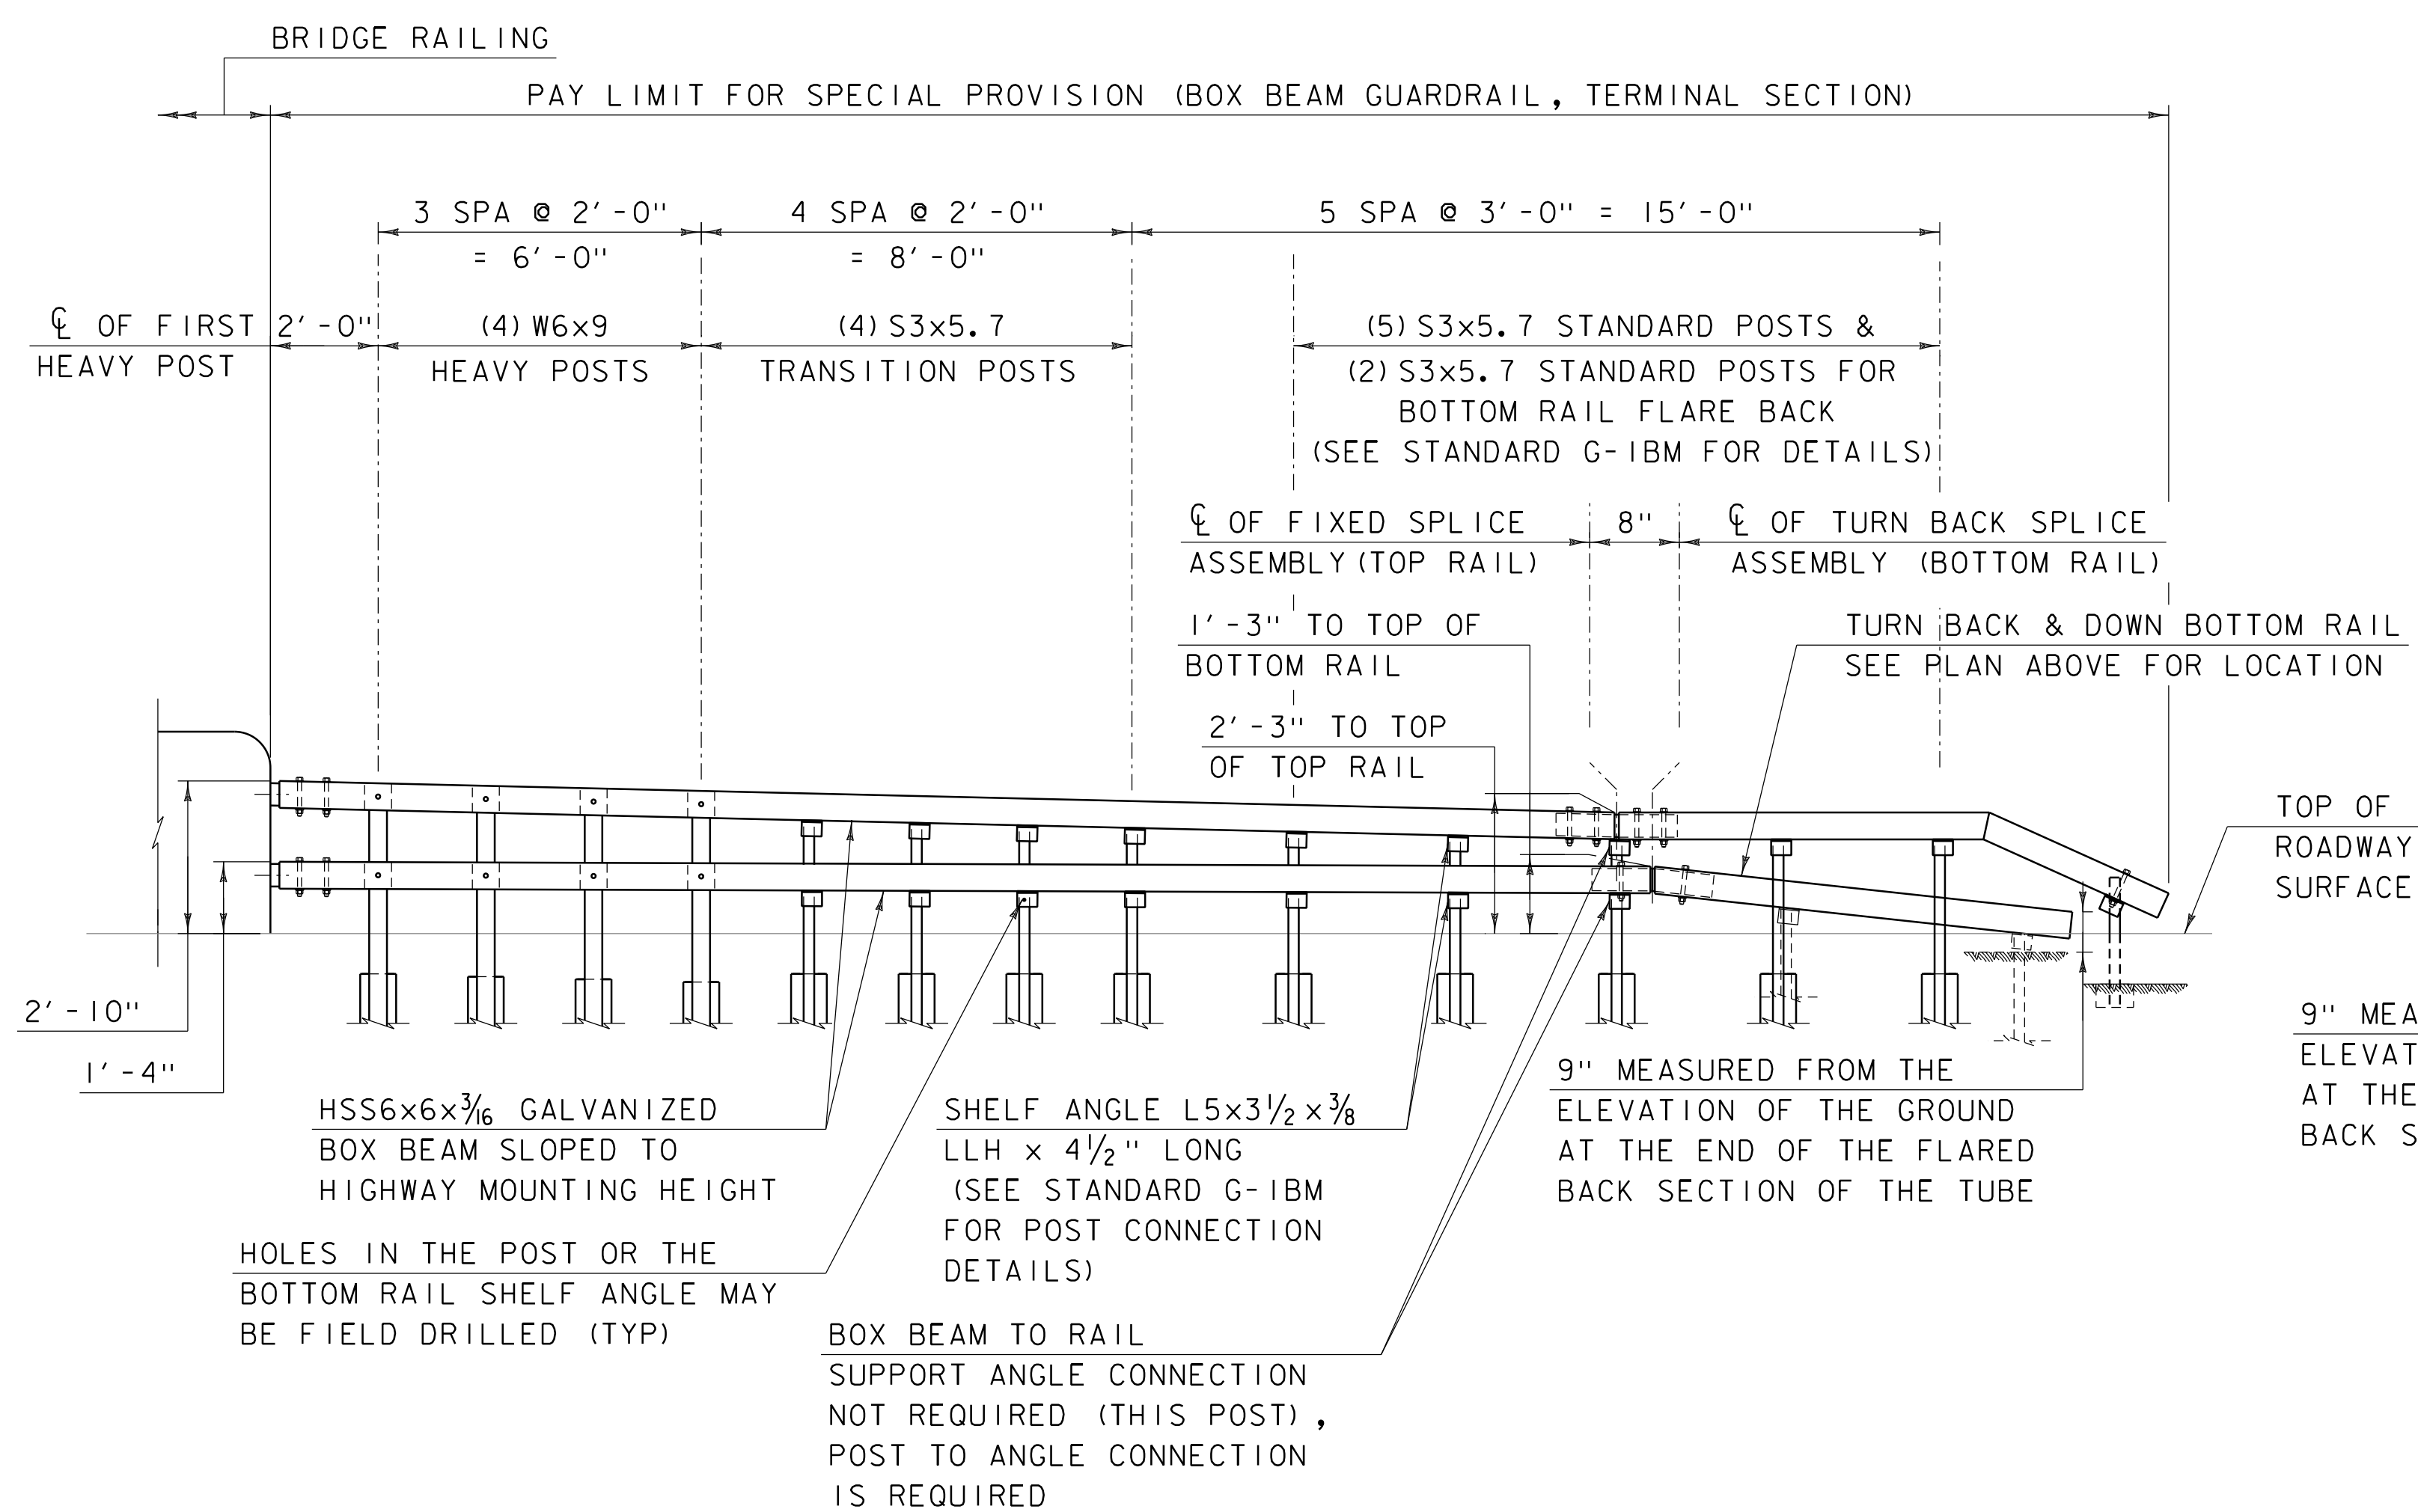 BRIDGE RAILING
PAY LIMIT FOR SPECIAL PROVISION (BOX BEAM GUARDRAIL, TERMINAL SECTION)
3 SPA @ 2'-0"
= 6'-0"
4 SPA @ 2'-0"
= 8'-0"
5 SPA @ 3'-0" = 15'-0"
℄ OF FIRST
HEAVY POST
2'-0"
(4) W6x9
HEAVY POSTS
(4) S3x5.7
TRANSITION POSTS
(5) S3x5.7 STANDARD POSTS &
(2) S3x5.7 STANDARD POSTS FOR
BOTTOM RAIL FLARE BACK
(SEE STANDARD G-1BM FOR DETAILS)
℄ OF FIXED SPLICE
ASSEMBLY (TOP RAIL)
8"
℄ OF TURN BACK SPLICE
ASSEMBLY (BOTTOM RAIL)
1'-3" TO TOP OF
BOTTOM RAIL
TURN BACK & DOWN BOTTOM RAIL
SEE PLAN ABOVE FOR LOCATION
2'-3" TO TOP
OF TOP RAIL
TOP OF
ROADWAY
SURFACE
2'-10"
1'-4"
HSS6x6x3/16 GALVANIZED
BOX BEAM SLOPED TO
HIGHWAY MOUNTING HEIGHT
SHELF ANGLE L5x3 1/2 x 3/8
LLH x 4 1/2" LONG
(SEE STANDARD G-1BM
FOR POST CONNECTION
DETAILS)
9" MEASURED FROM THE
ELEVATION OF THE GROUND
AT THE END OF THE FLARED
BACK SECTION OF THE TUBE
9" MEA
ELEVAT
AT THE
BACK S
HOLES IN THE POST OR THE
BOTTOM RAIL SHELF ANGLE MAY
BE FIELD DRILLED (TYP)
BOX BEAM TO RAIL
SUPPORT ANGLE CONNECTION
NOT REQUIRED (THIS POST),
POST TO ANGLE CONNECTION
IS REQUIRED